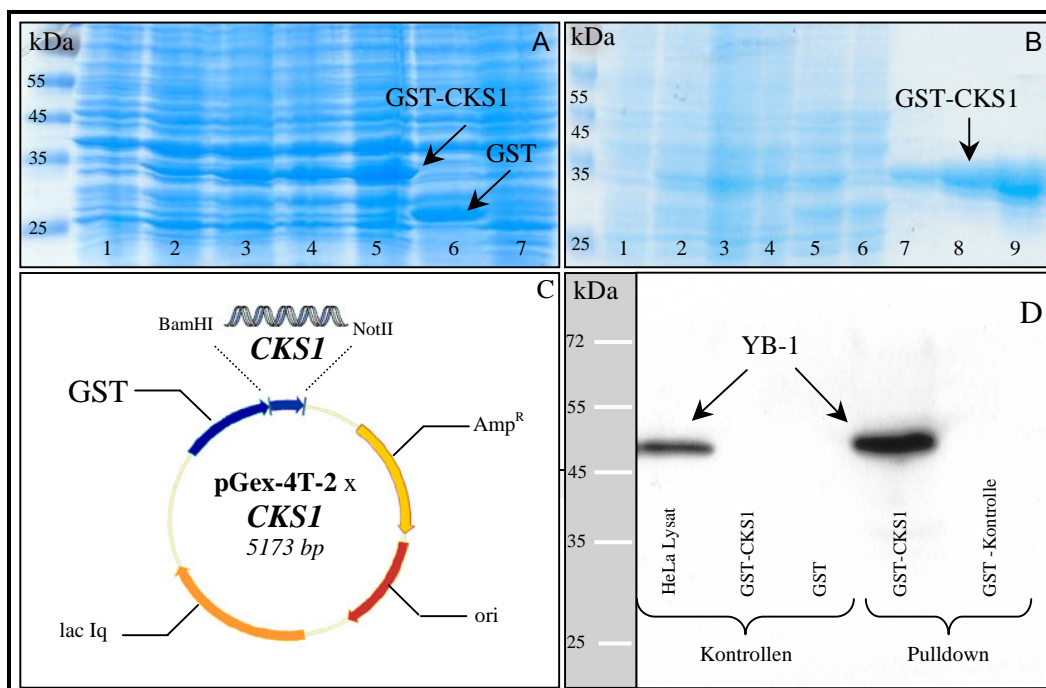 kDa
A
55
45
35
25
GST-CKS1
GST
1 2 3 4 5 6 7
kDa
B
55
45
35
25
GST-CKS1
1 2 3 4 5 6 7 8 9
C
BamHI
NotII
CKS1
GST
AmpR
pGex-4T-2 x
CKS1
5173 bp
lac Iq
ori
kDa
D
72
55
45
35
25
YB-1
HeLa Lysat
GST-CKS1
GST
GST-CKS1
GST -Kontrolle
Kontrollen
Pulldown